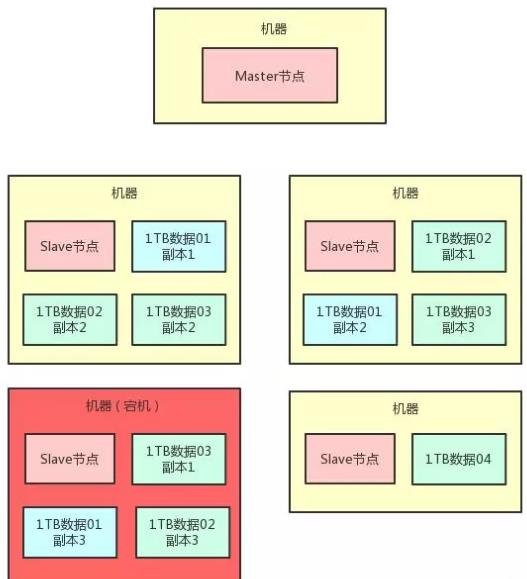 机器
Master节点
机器
Slave节点
1TB数据01
副本1
1TB数据02
副本2
1TB数据03
副本2
机器
Slave节点
1TB数据02
副本1
1TB数据01
副本2
1TB数据03
副本3
机器（宕机）
Slave节点
1TB数据03
副本1
1TB数据01
副本3
1TB数据02
副本3
机器
Slave节点
1TB数据04